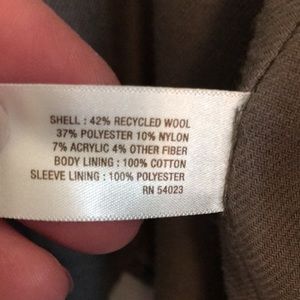 SHELL : 42% RECYCLED WOOL
37% POLYESTER 10% NYLON
7% ACRYLIC 4% OTHER FIBER
BODY LINING : 100% COTTON
SLEEVE LINING : 100% POLYESTER
RN 54023